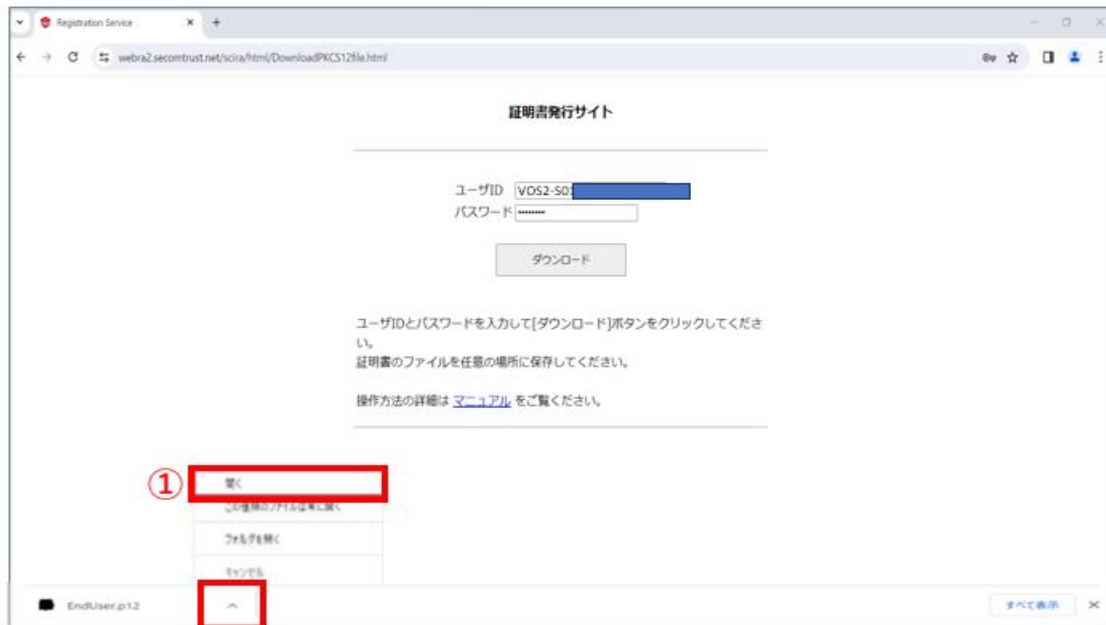 Registration Service
webra2.secomtrust.net/scira/html/DownloadPKCS12file.html
証明書発行サイト
ユーザID VOS2-S01
パスワード ••••••••
ダウンロード
ユーザIDとパスワードを入力して[ダウンロード]ボタンをクリックしてくださ
い。
証明書のファイルを任意の場所に保存してください。
操作方法の詳細は マニュアル をご覧ください。
① 開く
この種類のファイルは常に開く
フォルダを開く
キャンセル
EndUser.p12
すべて表示